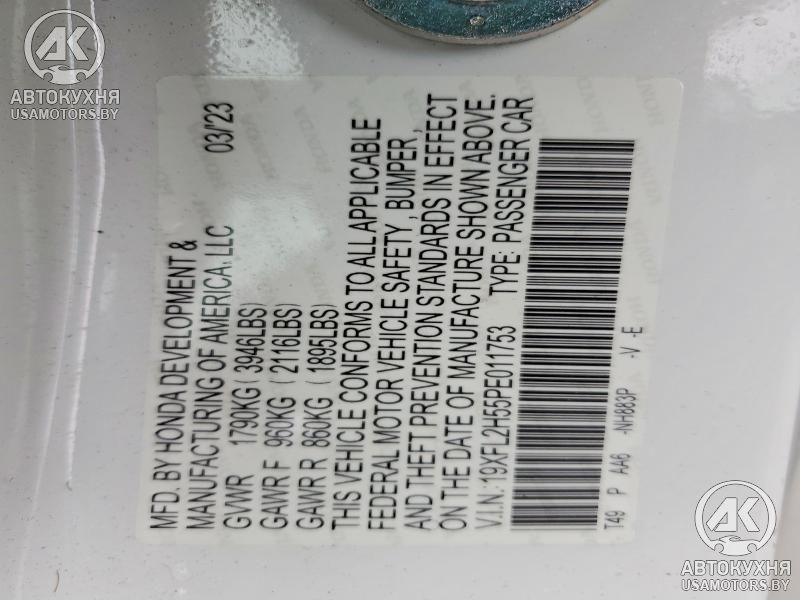 MFD. BY HONDA DEVELOPMENT &
MANUFACTURING OF AMERICA, LLC 03/'23
GVWR 1790KG (3946LBS)
GAWR F 960KG (2116LBS)
GAWR R 860KG (1895LBS)
THIS VEHICLE CONFORMS TO ALL APPLICABLE
FEDERAL MOTOR VEHICLE SAFETY, BUMPER,
AND THEFT PREVENTION STANDARDS IN EFFECT
ON THE DATE OF MANUFACTURE SHOWN ABOVE.
V.I.N: 19XFL2H55PE011753 TYPE: PASSENGER CAR
T49 P AA6 -NH883P -V -E
АК
АВТОКУХНЯ
USAMOTORS.BY
АК
АВТОКУХНЯ
USAMOTORS.BY